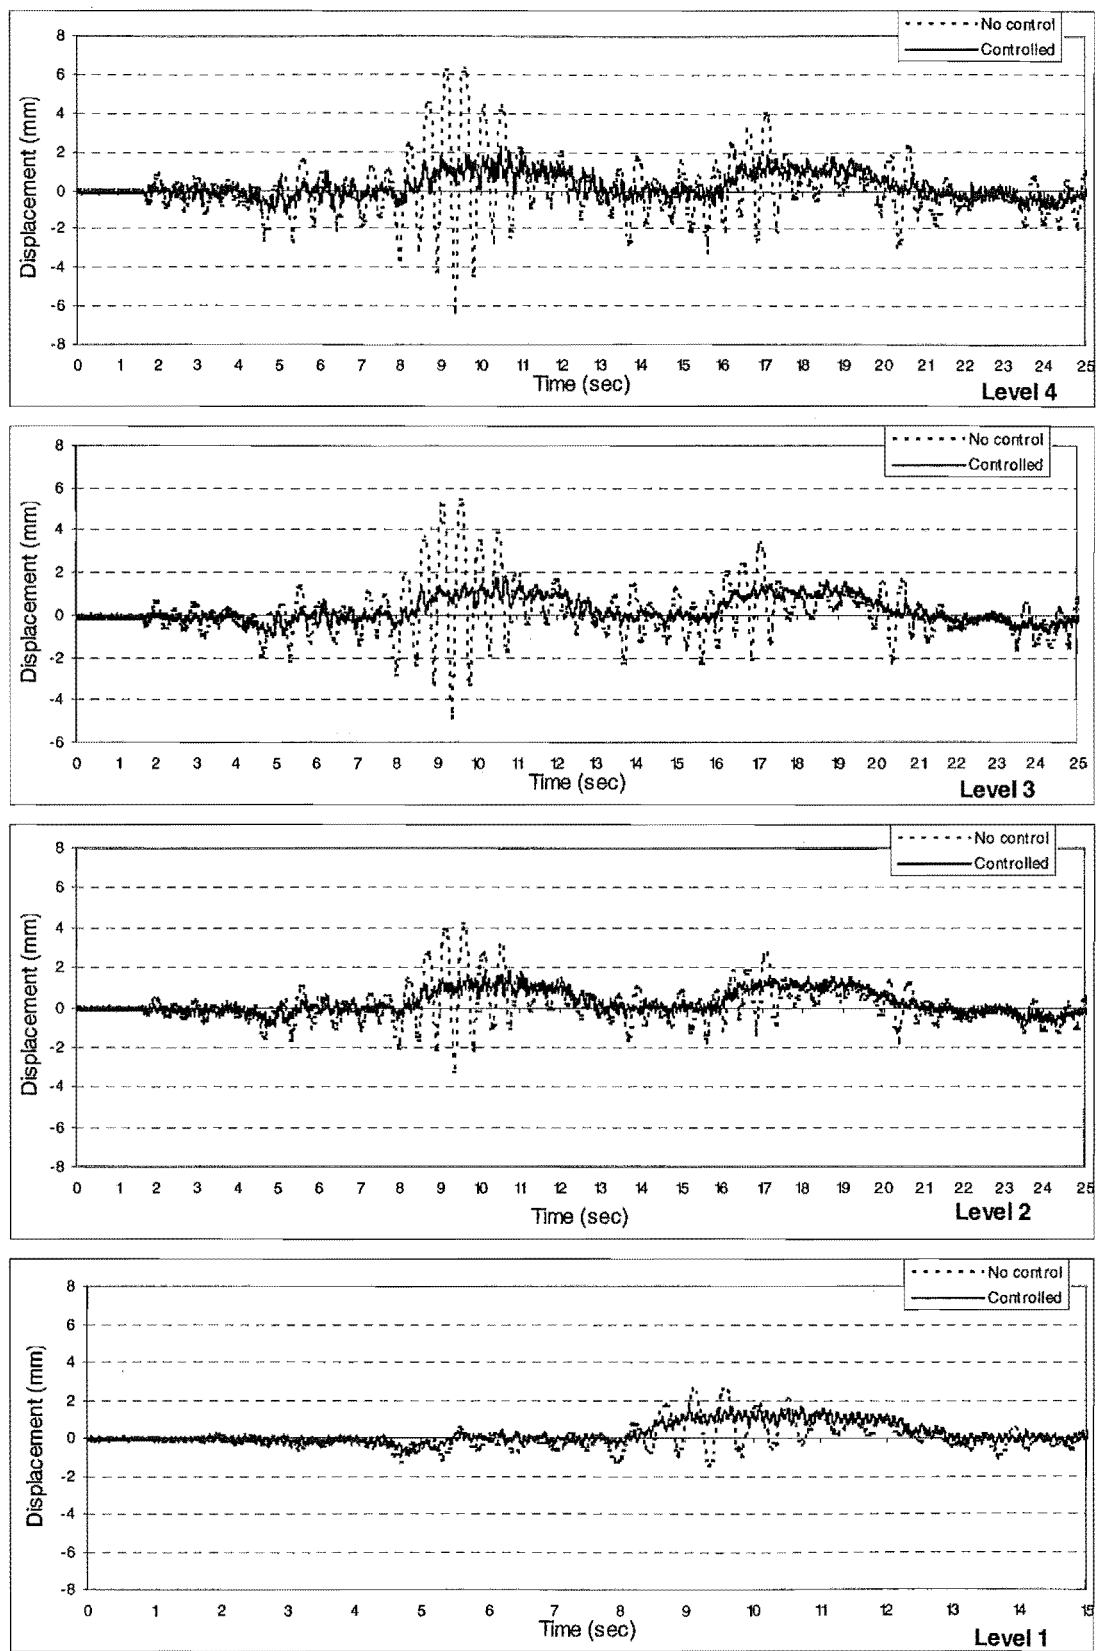 No control
Controlled
8
6
4
2
0
-2
-4
-6
-8
Displacement (mm)
0 1 2 3 4 5 6 7 8 9 10 11 12 13 14 15 16 17 18 19 20 21 22 23 24 25
Time (sec)
Level 4
No control
Controlled
8
6
4
2
0
-2
-4
-6
Displacement (mm)
0 1 2 3 4 5 6 7 8 9 10 11 12 13 14 15 16 17 18 19 20 21 22 23 24 25
Time (sec)
Level 3
No control
Controlled
8
6
4
2
0
-2
-4
-6
-8
Displacement (mm)
0 1 2 3 4 5 6 7 8 9 10 11 12 13 14 15 16 17 18 19 20 21 22 23 24 25
Time (sec)
Level 2
No control
Controlled
8
6
4
2
0
-2
-4
-6
-8
Displacement (mm)
0 1 2 3 4 5 6 7 8 9 10 11 12 13 14 15
Time (sec)
Level 1